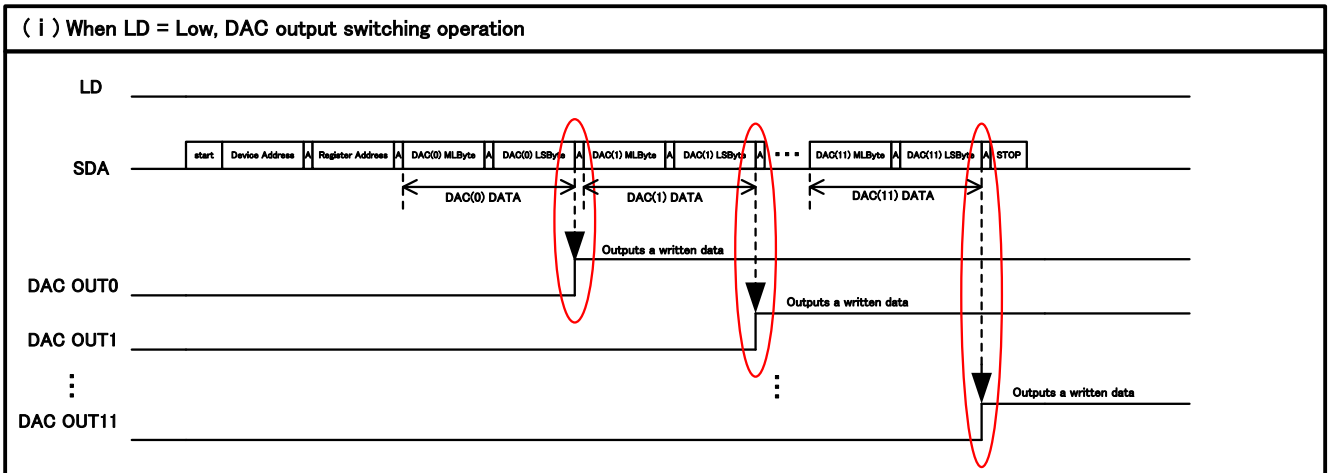 ( i ) When LD = Low, DAC output switching operation
LD
SDA
start Device Address A Register Address A DAC(0) MLByte A DAC(0) LSByte A DAC(1) MLByte A DAC(1) LSByte A ・・・ DAC(11) MLByte A DAC(11) LSByte A STOP
DAC(0) DATA DAC(1) DATA DAC(11) DATA
Outputs a written data
DAC OUT0
Outputs a written data
DAC OUT1
Outputs a written data
DAC OUT11